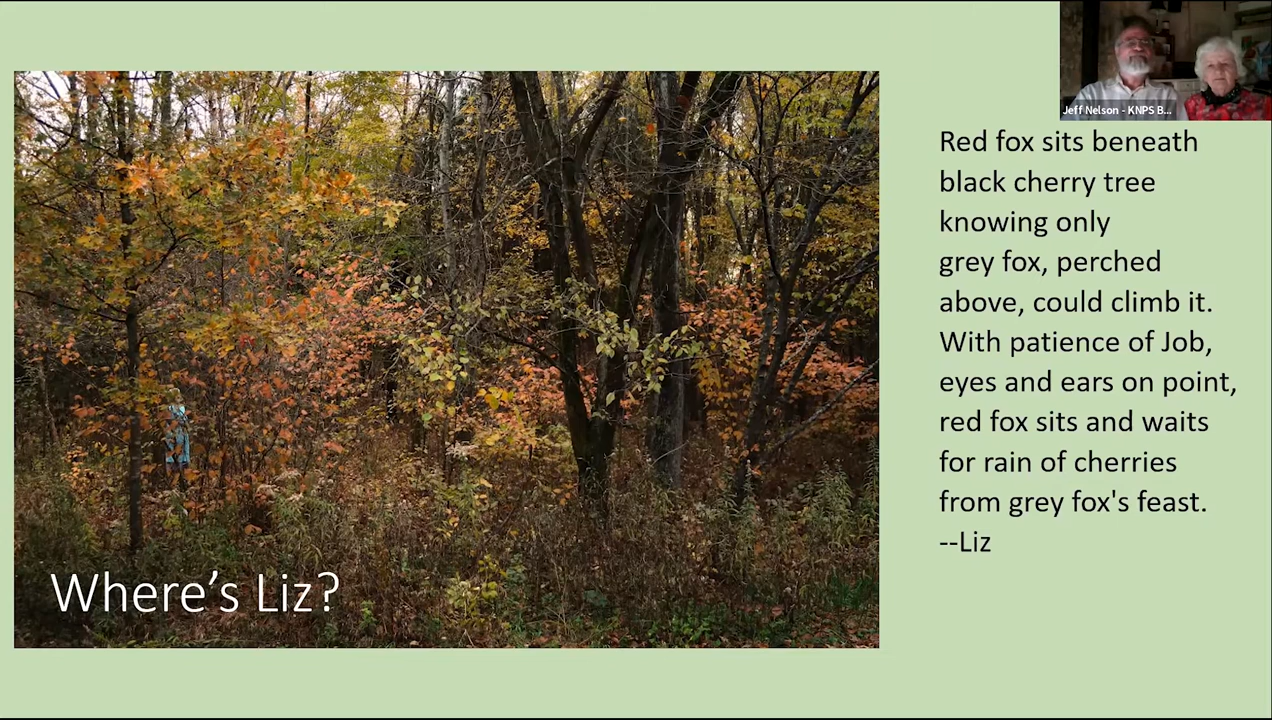 Jeff Nelson - KNPS B...
Red fox sits beneath
black cherry tree
knowing only
grey fox, perched
above, could climb it.
With patience of Job,
eyes and ears on point,
red fox sits and waits
for rain of cherries
from grey fox's feast.
--Liz
Where’s Liz?